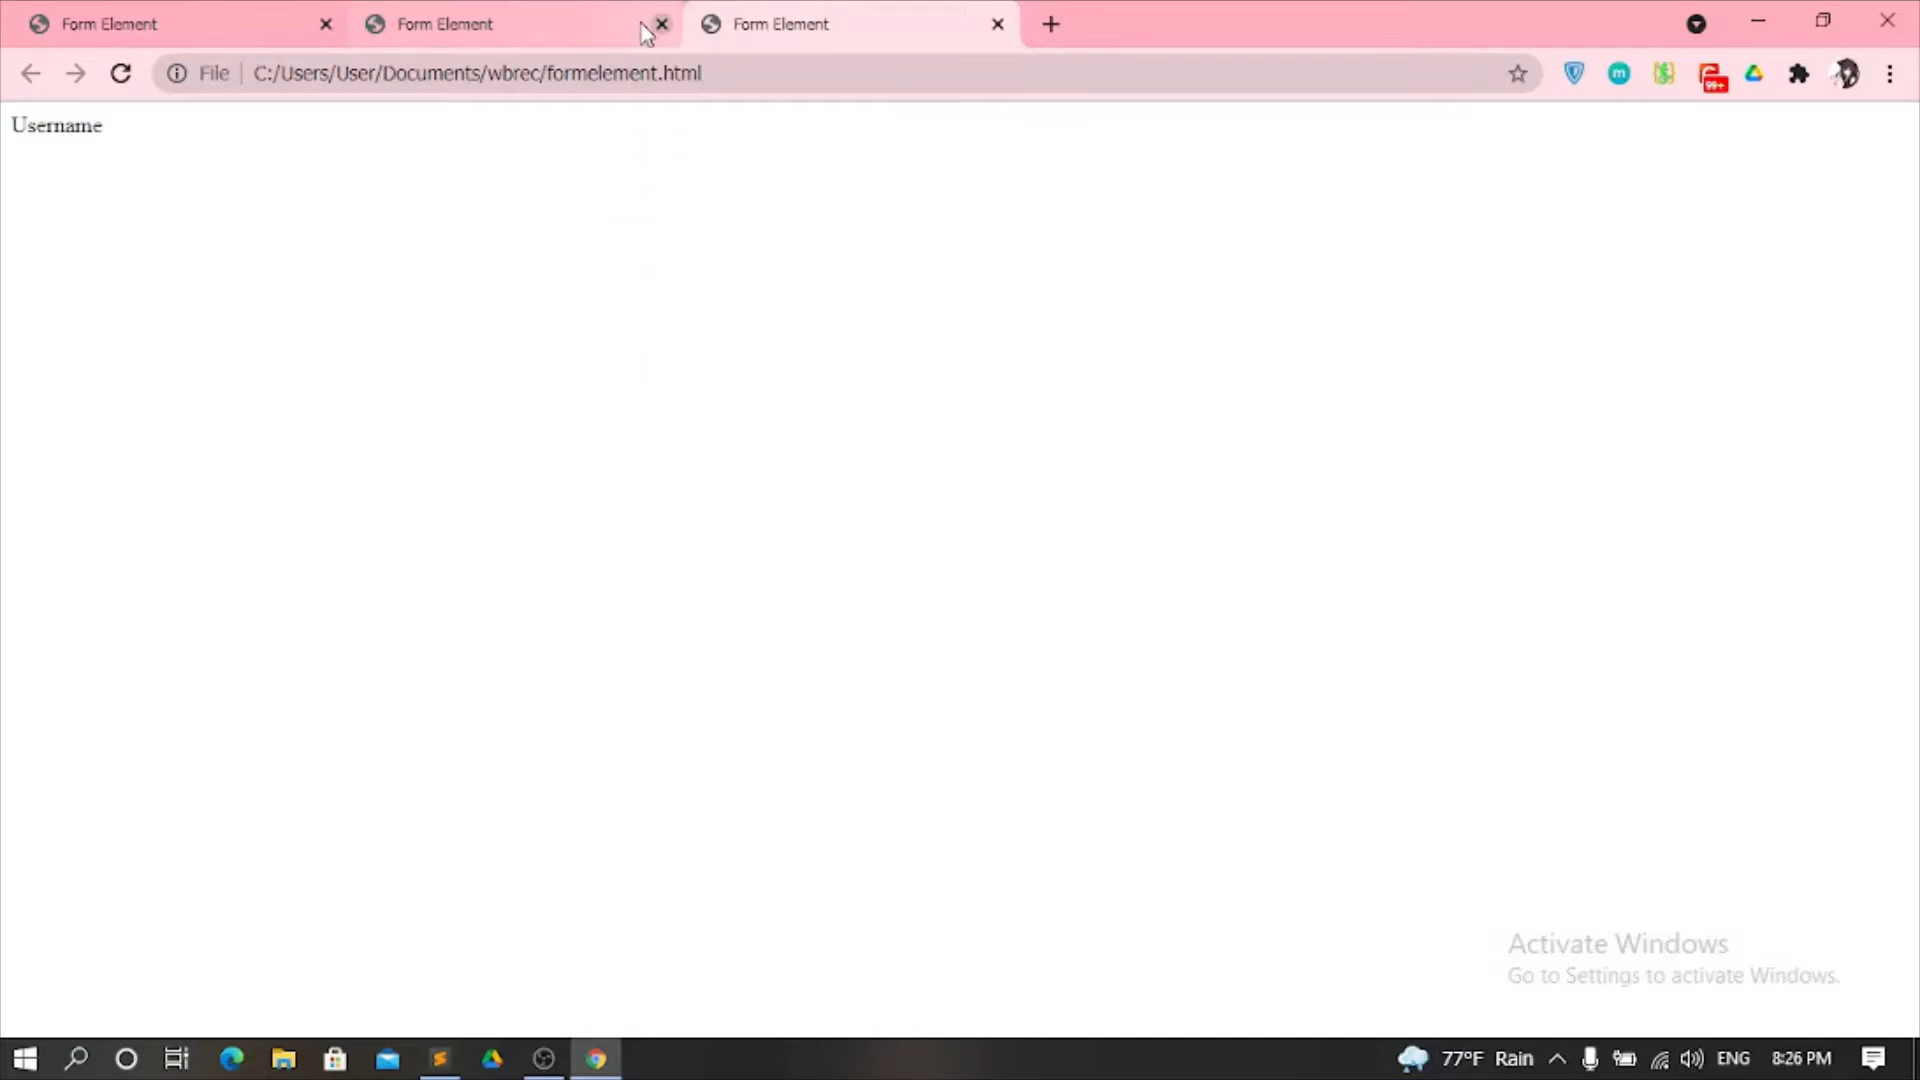 Form Element
Form Element
Form Element
File
C:/Users/User/Documents/wbrec/formelement.html
m
99+
Username
Activate Windows
Go to Settings to activate Windows.
77°F Rain
ENG
8:26 PM